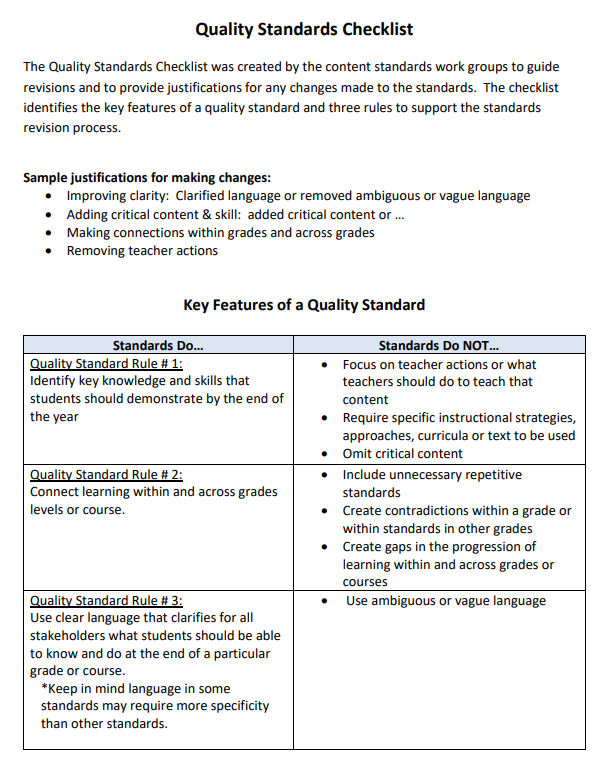 Quality Standards Checklist
The Quality Standards Checklist was created by the content standards work groups to guide
revisions and to provide justifications for any changes made to the standards.  The checklist
identifies the key features of a quality standard and three rules to support the standards
revision process.
Sample justifications for making changes:
• Improving clarity:  Clarified language or removed ambiguous or vague language
• Adding critical content & skill:  added critical content or …
• Making connections within grades and across grades
• Removing teacher actions
Key Features of a Quality Standard
Standards Do…
Standards Do NOT…
Quality Standard Rule # 1:
Identify key knowledge and skills that
students should demonstrate by the end of
the year
• Focus on teacher actions or what
teachers should do to teach that
content
• Require specific instructional strategies,
approaches, curricula or text to be used
• Omit critical content
Quality Standard Rule # 2:
Connect learning within and across grades
levels or course.
• Include unnecessary repetitive
standards
• Create contradictions within a grade or
within standards in other grades
• Create gaps in the progression of
learning within and across grades or
courses
Quality Standard Rule # 3:
Use clear language that clarifies for all
stakeholders what students should be able
to know and do at the end of a particular
grade or course.
*Keep in mind language in some
standards may require more specificity
than other standards.
• Use ambiguous or vague language